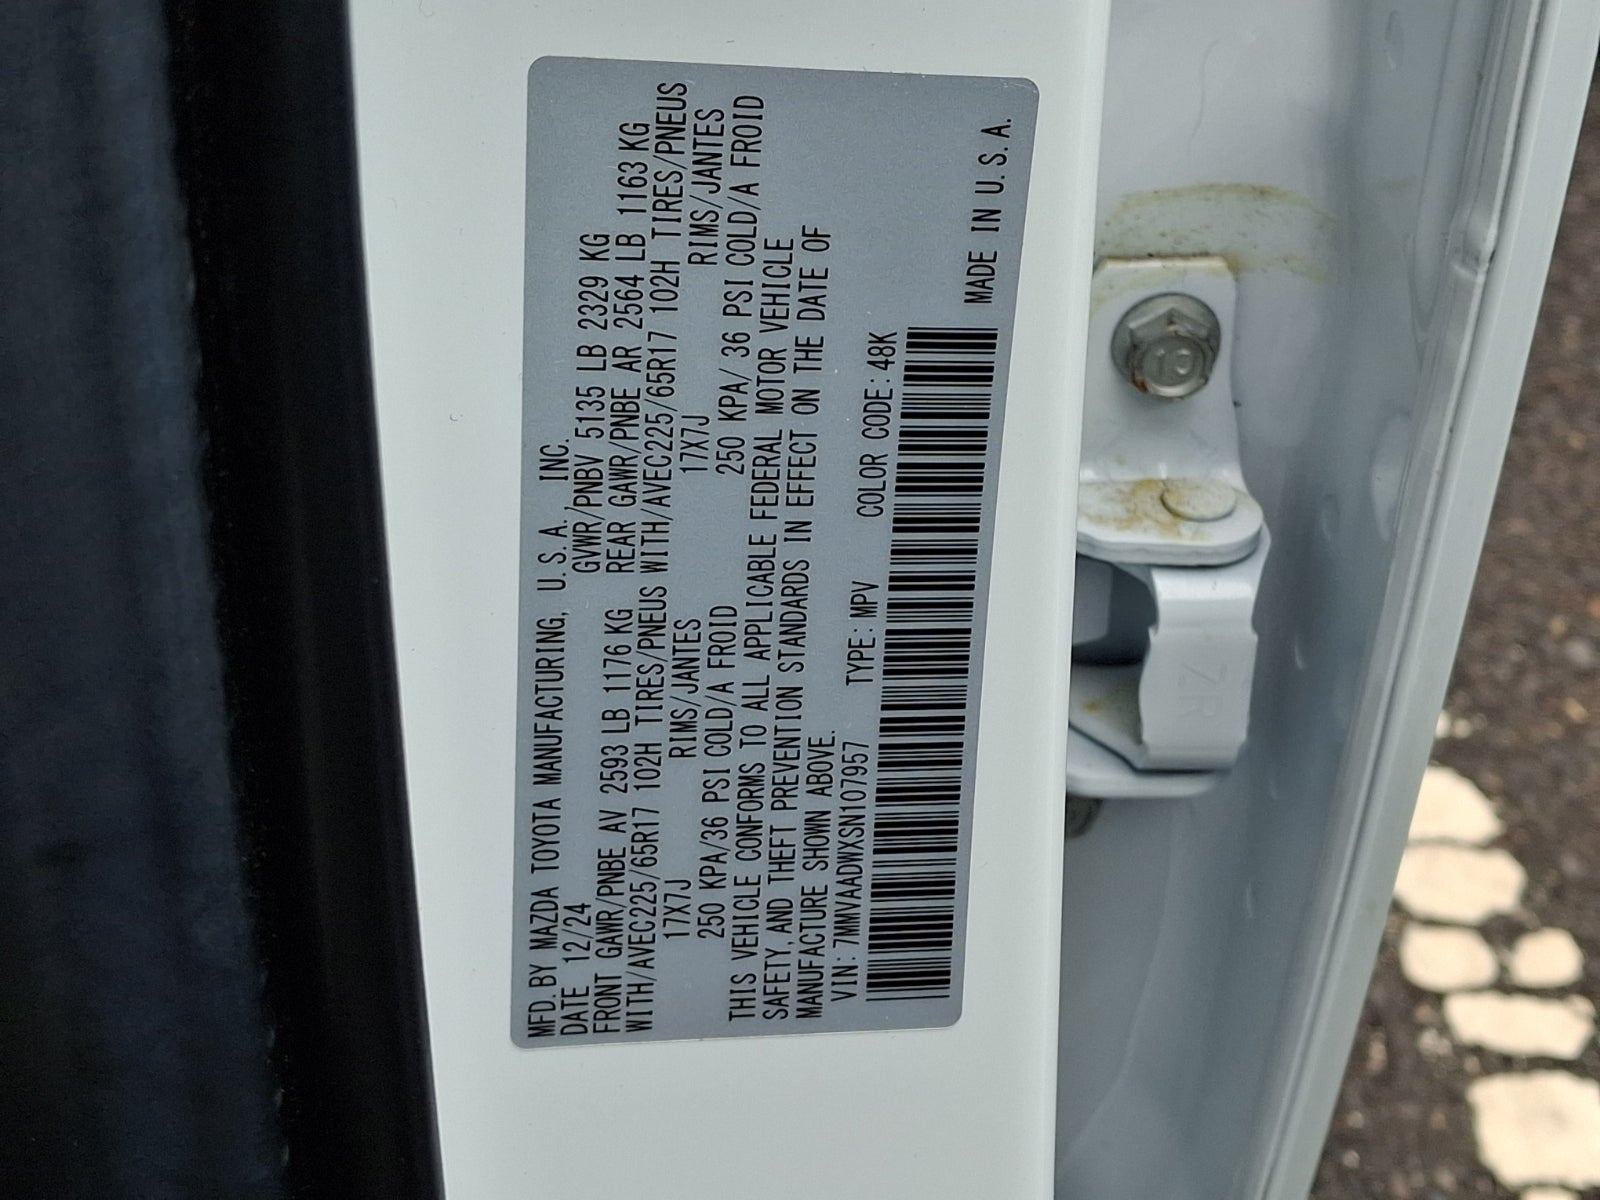 MFD. BY MAZDA TOYOTA MANUFACTURING, U. S. A. , INC.
DATE 12/24 GVWR/PNBV 5135 LB 2329 KG
FRONT GAWR/PNBE AV 2593 LB 1176 KG REAR GAWR/PNBE AR 2564 LB 1163 KG
WITH/AVEC225/65R17 102H TIRES/PNEUS WITH/AVEC225/65R17 102H TIRES/PNEUS
17X7J RIMS/JANTES 17X7J RIMS/JANTES
250 KPA/36 PSI COLD/A FROID 250 KPA/ 36 PSI COLD/A FROID
THIS VEHICLE CONFORMS TO ALL APPLICABLE FEDERAL MOTOR VEHICLE
SAFETY, AND THEFT PREVENTION STANDARDS IN EFFECT ON THE DATE OF
MANUFACTURE SHOWN ABOVE.
VIN: 7MMVAADWXSN107957 TYPE: MPV COLOR CODE: 48K
MADE IN U. S. A.
10
ZR